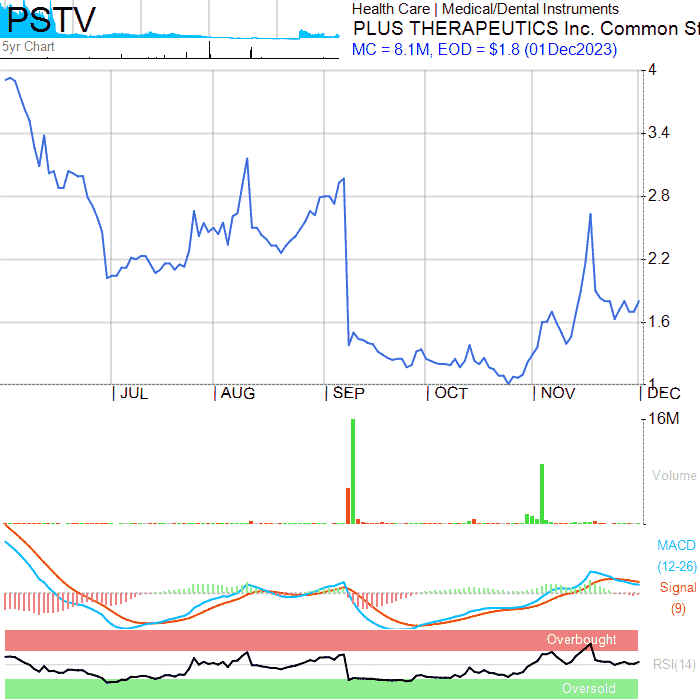 PSTV
5yr Chart
Health Care | Medical/Dental Instruments
PLUS THERAPEUTICS Inc. Common St
MC = 8.1M, EOD = $1.8 (01Dec2023)
4
3.4
2.8
2.2
1.6
1
JUL
AUG
SEP
OCT
NOV
DEC
16M
Volume
MACD
(12-26)
Signal
(9)
Overbought
RSI(14)
Oversold